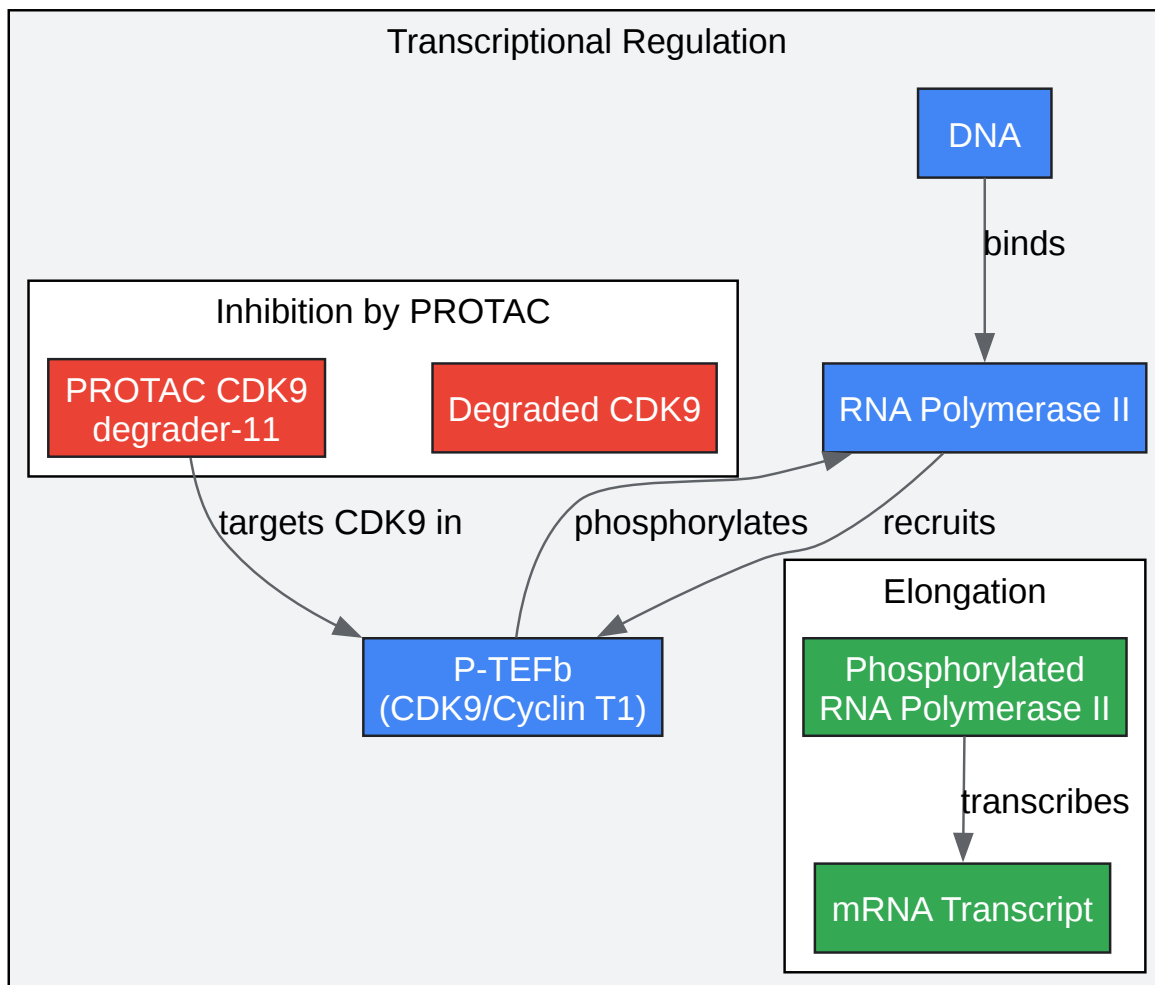 Transcriptional Regulation
DNA
binds
Inhibition by PROTAC
PROTAC CDK9
degrader-11
Degraded CDK9
RNA Polymerase II
targets CDK9 in
phosphorylates
recruits
Elongation
P-TEFb
(CDK9/Cyclin T1)
Phosphorylated
RNA Polymerase II
transcribes
mRNA Transcript